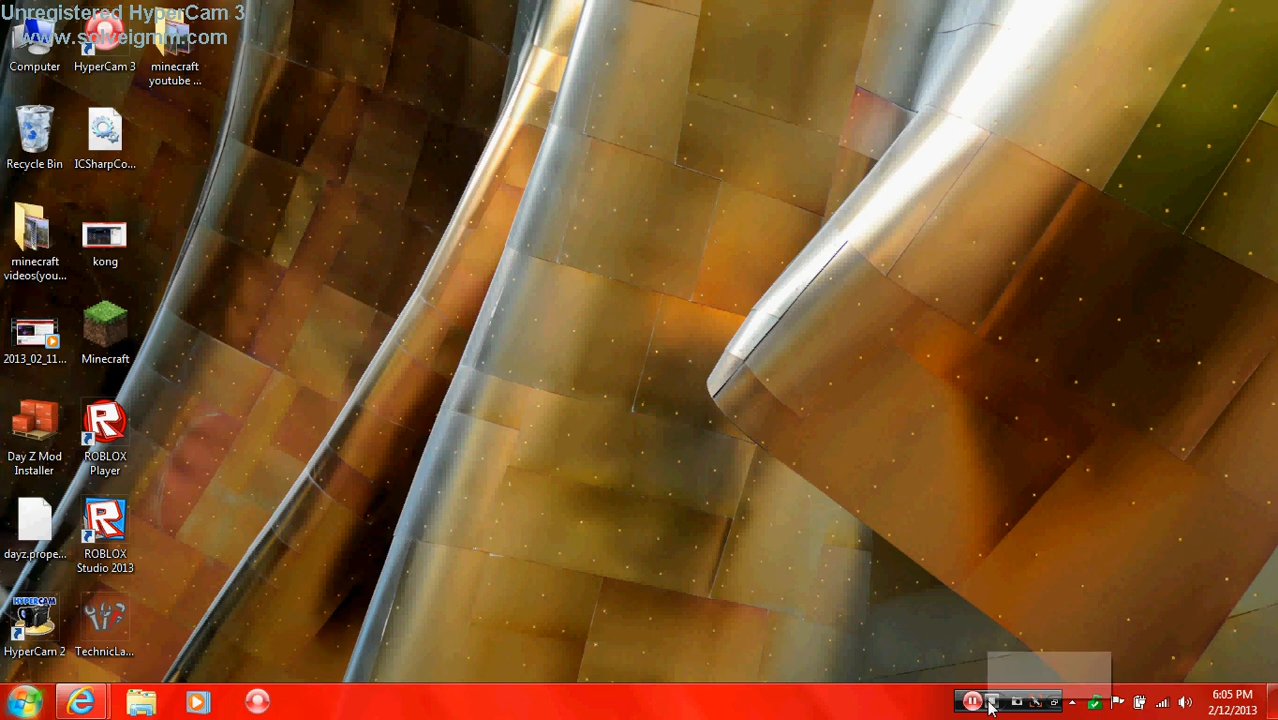 Unregistered HyperCam 3
www.solveigmm.com
Computer
HyperCam 3
minecraft
youtube ...
Recycle Bin
ICSharpCo...
minecraft
videos(you...
kong
2013_02_11...
Minecraft
Day Z Mod
Installer
ROBLOX
Player
dayz.prope...
ROBLOX
Studio 2013
HYPERCAM
HyperCam 2
TechnicLa...
6:05 PM
2/12/2013